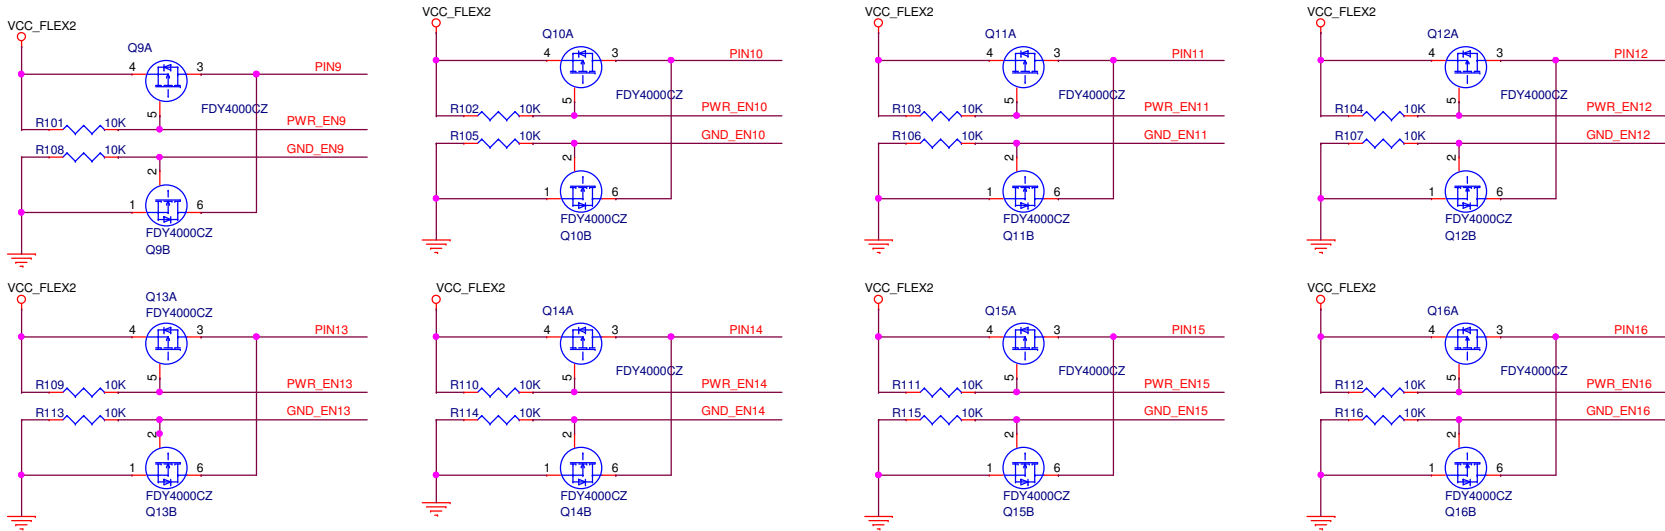 VCC_FLEX2
Q9A
4
3
PIN9
FDY4000CZ
5
R101
10K
PWR_EN9
R108
10K
GND_EN9
2
1
6
FDY4000CZ
Q9B
VCC_FLEX2
Q10A
4
3
PIN10
FDY4000CZ
5
R102
10K
PWR_EN10
R105
10K
GND_EN10
2
1
6
FDY4000CZ
Q10B
VCC_FLEX2
Q11A
4
3
PIN11
FDY4000CZ
5
R103
10K
PWR_EN11
R106
10K
GND_EN11
2
1
6
FDY4000CZ
Q11B
VCC_FLEX2
Q12A
4
3
PIN12
FDY4000CZ
5
R104
10K
PWR_EN12
R107
10K
GND_EN12
2
1
6
FDY4000CZ
Q12B
VCC_FLEX2
Q13A
FDY4000CZ
4
3
PIN13
5
R109
10K
PWR_EN13
R113
10K
GND_EN13
2
1
6
FDY4000CZ
Q13B
VCC_FLEX2
Q14A
4
3
PIN14
FDY4000CZ
5
R110
10K
PWR_EN14
R114
10K
GND_EN14
2
1
6
FDY4000CZ
Q14B
VCC_FLEX2
Q15A
4
3
PIN15
FDY4000CZ
5
R111
10K
PWR_EN15
R115
10K
GND_EN15
2
1
6
FDY4000CZ
Q15B
VCC_FLEX2
Q16A
4
3
PIN16
FDY4000CZ
5
R112
10K
PWR_EN16
R116
10K
GND_EN16
2
1
6
FDY4000CZ
Q16B